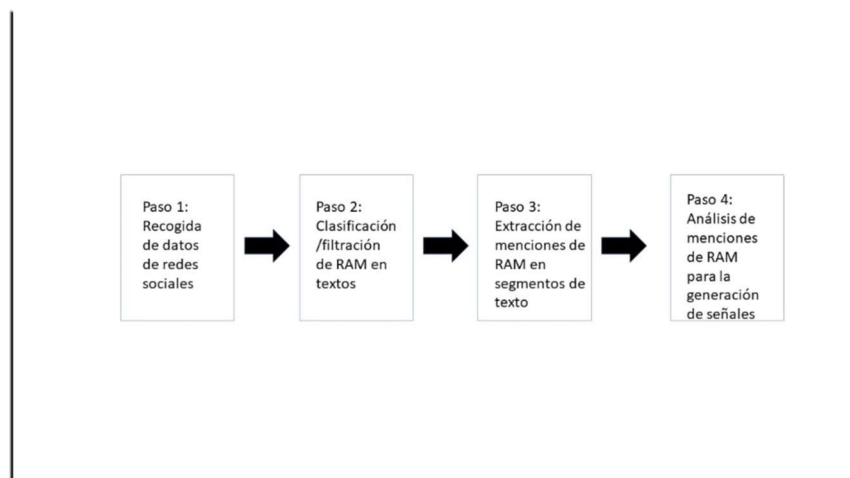 Paso 1:
Recogida
de datos
de redes
sociales
Paso 2:
Clasificación
/filtración
de RAM en
textos
Paso 3:
Extracción de
menciones de
RAM en
segmentos de
texto
Paso 4:
Análisis de
menciones
de RAM
para la
generación
de señales